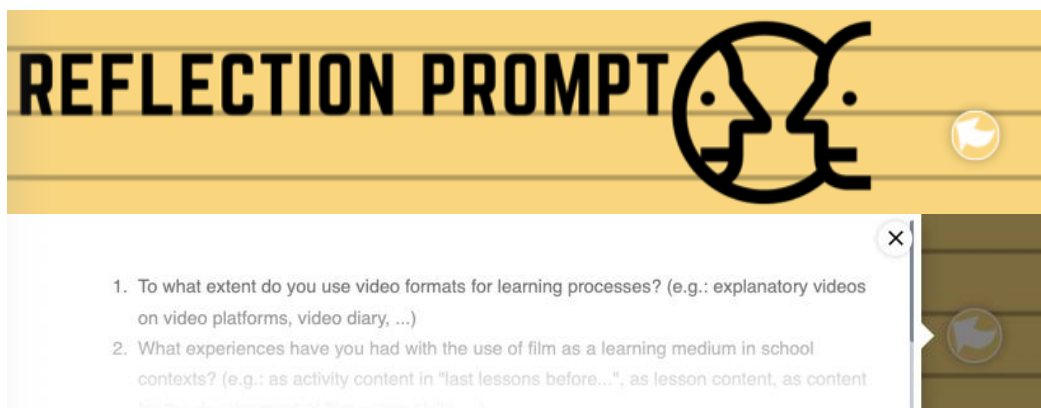 REFLECTION PROMPT
1. To what extent do you use video formats for learning processes? (e.g.: explanatory videos
on video platforms, video diary, ...)
2. What experiences have you had with the use of film as a learning medium in school
contexts? (e.g.: as activity content in "last lessons before...", as lesson content, as content